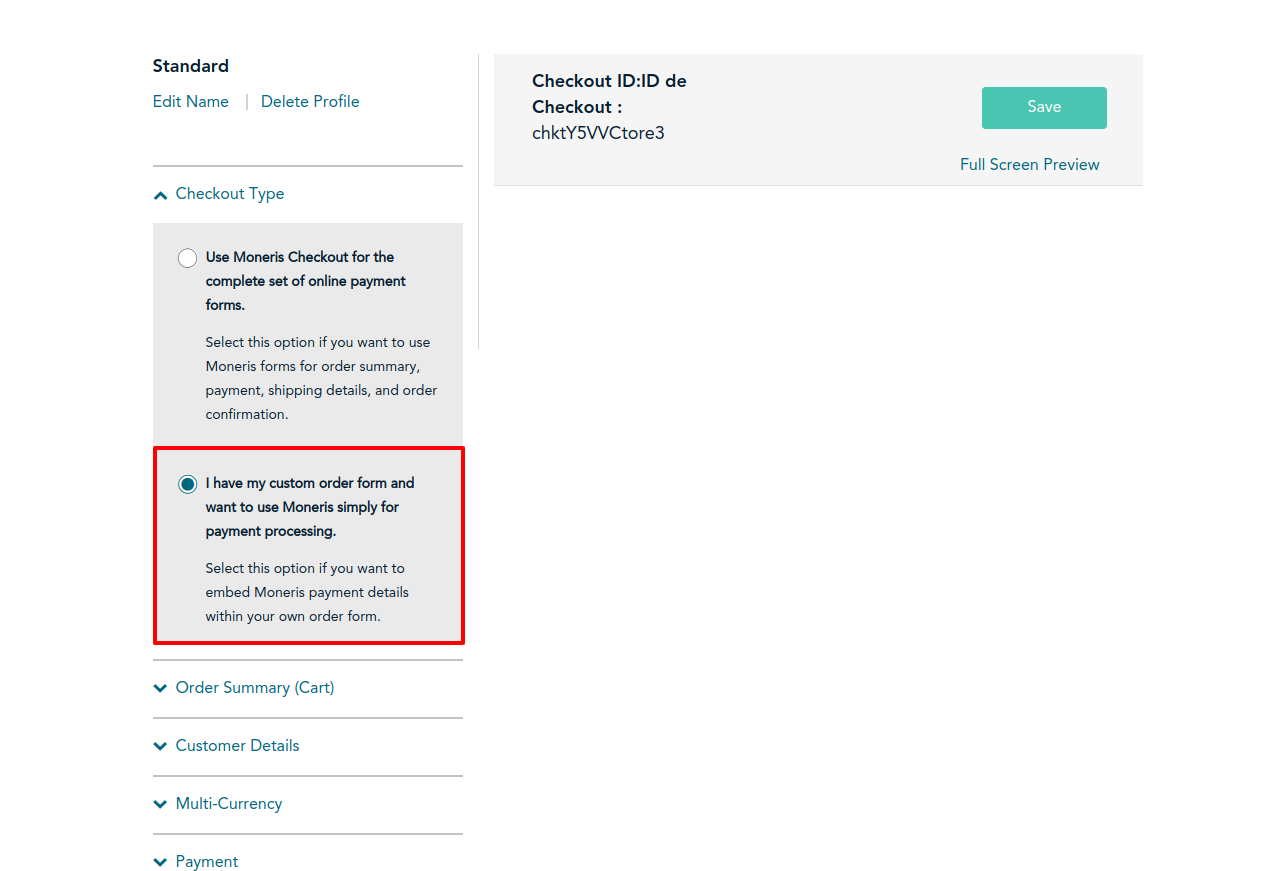 Standard
Edit Name | Delete Profile
Checkout Type
Use Moneris Checkout for the
complete set of online payment
forms.
Select this option if you want to use
Moneris forms for order summary,
payment, shipping details, and order
confirmation.
I have my custom order form and
want to use Moneris simply for
payment processing.
Select this option if you want to
embed Moneris payment details
within your own order form.
Order Summary (Cart)
Customer Details
Multi-Currency
Payment
Checkout ID:ID de
Checkout :
chktY5VVCtore3
Save
Full Screen Preview